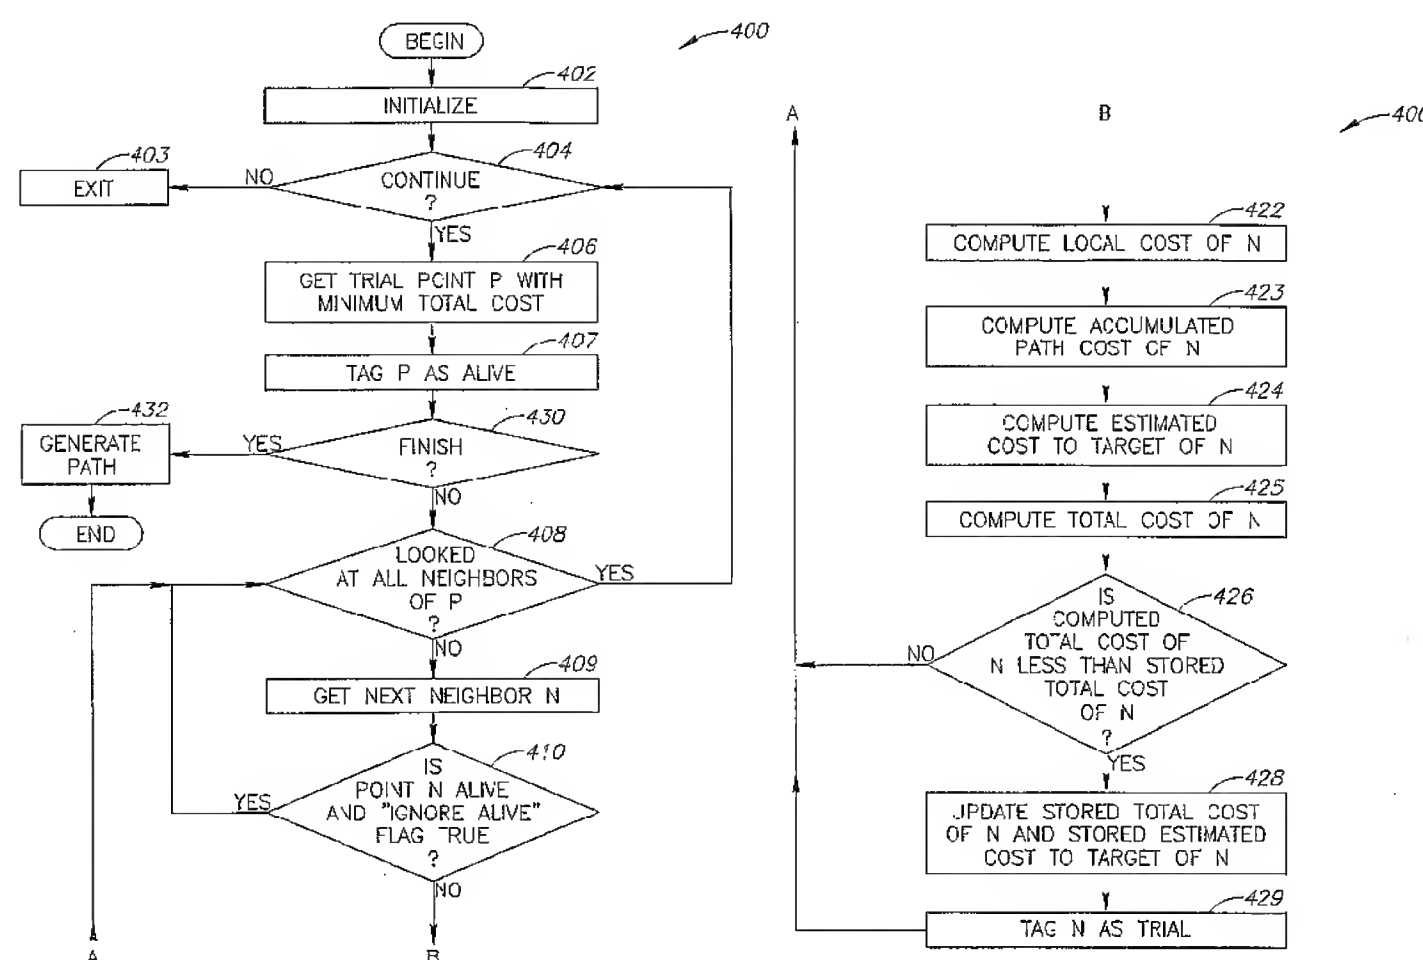 BEGIN
400
402
INITIALIZE
403
EXIT
NO
404
CONTINUE
?
YES
406
GET TRIAL POINT P WITH
MINIMUM TOTAL COST
407
TAG P AS ALIVE
432
GENERATE
PATH
YES
430
FINISH
?
NO
END
408
LOOKED
AT ALL NEIGHBORS
OF P
?
YES
NO
409
GET NEXT NEIGHBOR N
410
IS
POINT N ALIVE
AND "IGNORE ALIVE"
FLAG TRUE
?
YES
NO
A
B
A
B
400
422
COMPUTE LOCAL COST OF N
423
COMPUTE ACCUMULATED
PATH COST OF N
424
COMPUTE ESTIMATED
COST TO TARGET OF N
425
COMPUTE TOTAL COST OF N
426
IS
COMPUTED
TOTAL COST OF
N LESS THAN STORED
TOTAL COST
OF N
?
NO
YES
428
UPDATE STORED TOTAL COST
OF N AND STORED ESTIMATED
COST TO TARGET OF N
429
TAG N AS TRIAL